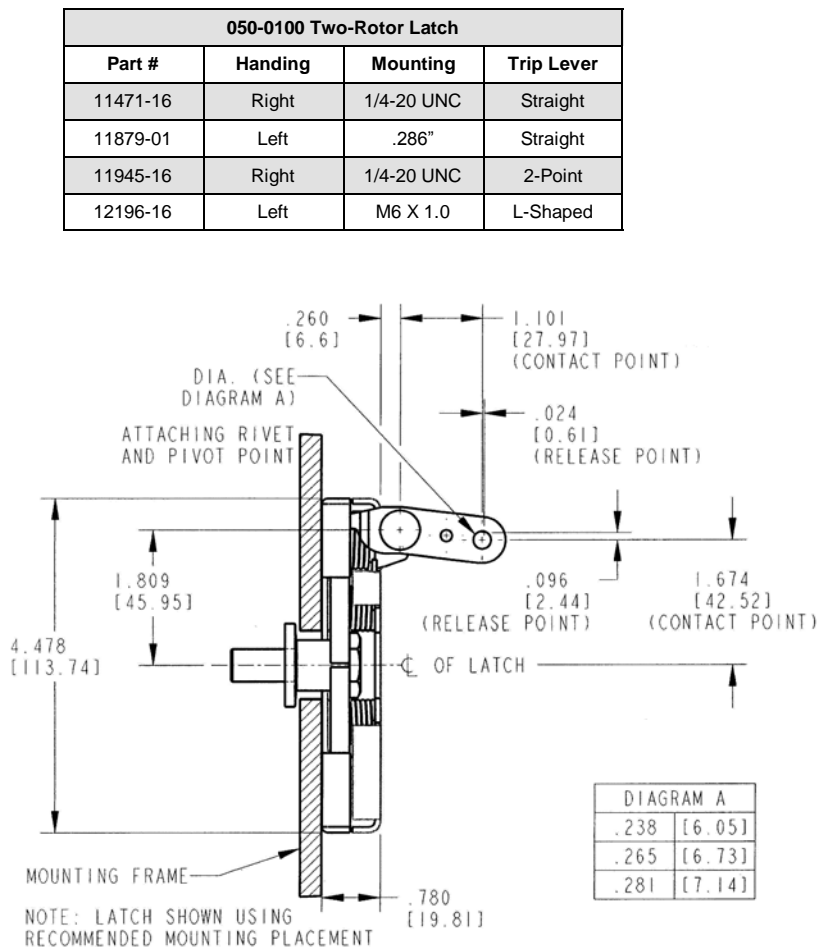 050-0100 Two-Rotor Latch
Part # Handing Mounting Trip Lever
11471-16 Right 1/4-20 UNC Straight
11879-01 Left .286” Straight
11945-16 Right 1/4-20 UNC 2-Point
12196-16 Left M6 X 1.0 L-Shaped
.260
[6.6]
1.101
[27.97]
(CONTACT POINT)
DIA. (SEE
DIAGRAM A)
.024
[0.61]
(RELEASE POINT)
ATTACHING RIVET
AND PIVOT POINT
1.809
[45.95]
.096
[2.44]
(RELEASE POINT)
1.674
[42.52]
(CONTACT POINT)
4.478
[113.74]
℄ OF LATCH
DIAGRAM A
.238 [6.05]
.265 [6.73]
.281 [7.14]
MOUNTING FRAME
.780
[19.81]
NOTE: LATCH SHOWN USING
RECOMMENDED MOUNTING PLACEMENT